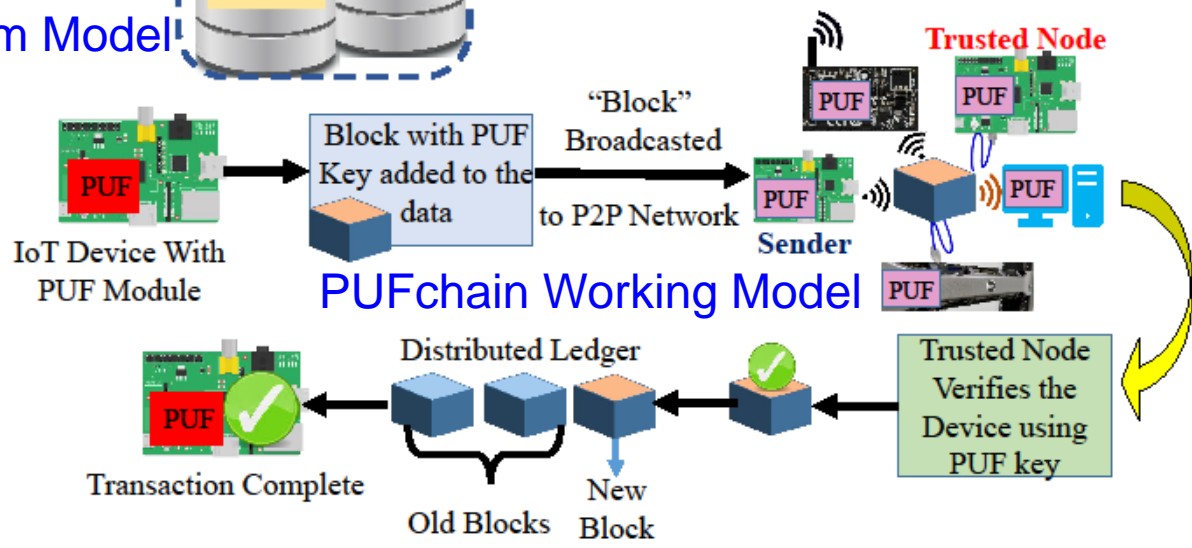 m Model
PUF
IoT Device With
PUF Module
Block with PUF
Key added to the
data
“Block”
Broadcasted
to P2P Network
PUF
Trusted Node
PUF
PUF
Sender
PUF
PUF
PUFchain Working Model
Trusted Node
Verifies the
Device using
PUF key
Distributed Ledger
New
Block
Old Blocks
PUF
Transaction Complete